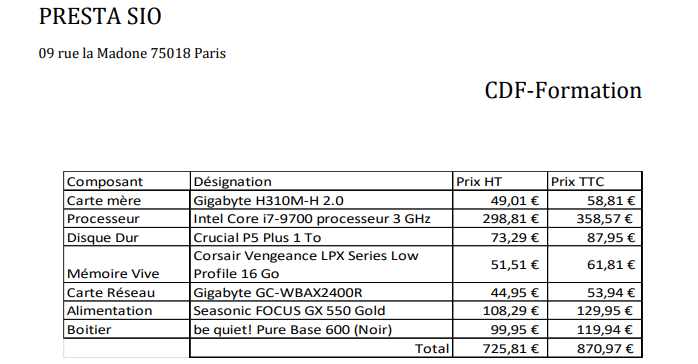 PRESTA SIO
09 rue la Madone 75018 Paris
CDF-Formation
Composant Désignation Prix HT Prix TTC
Carte mère Gigabyte H310M-H 2.0 49,01 € 58,81 €
Processeur Intel Core i7-9700 processeur 3 GHz 298,81 € 358,57 €
Disque Dur Crucial P5 Plus 1 To 73,29 € 87,95 €
Corsair Vengeance LPX Series Low
Mémoire Vive Profile 16 Go 51,51 € 61,81 €
Carte Réseau Gigabyte GC-WBAX2400R 44,95 € 53,94 €
Alimentation Seasonic FOCUS GX 550 Gold 108,29 € 129,95 €
Boitier be quiet! Pure Base 600 (Noir) 99,95 € 119,94 €
Total 725,81 € 870,97 €